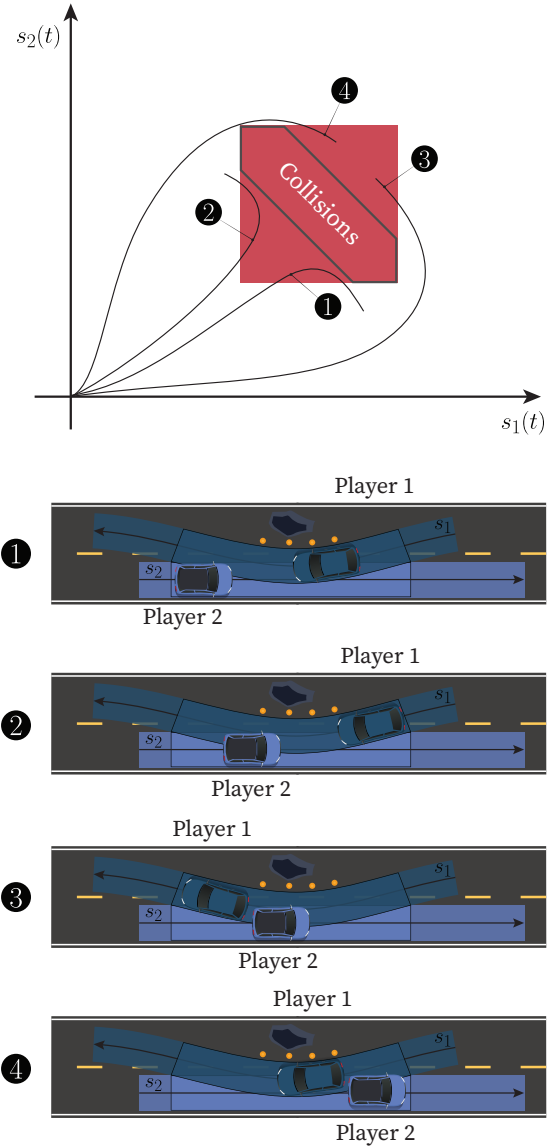 s₂(t)
4
3
Collisions
2
1
s₁(t)
Player 1
1
s₁
s₂
Player 2
Player 1
2
s₁
s₂
Player 2
Player 1
3
s₁
s₂
Player 2
Player 1
4
s₁
s₂
Player 2